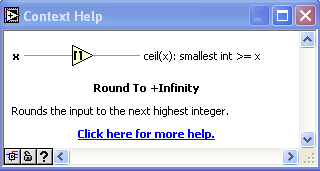 Context Help
x ceil(x): smallest int >= x
Round To +Infinity
Rounds the input to the next highest integer.
Click here for more help.
?